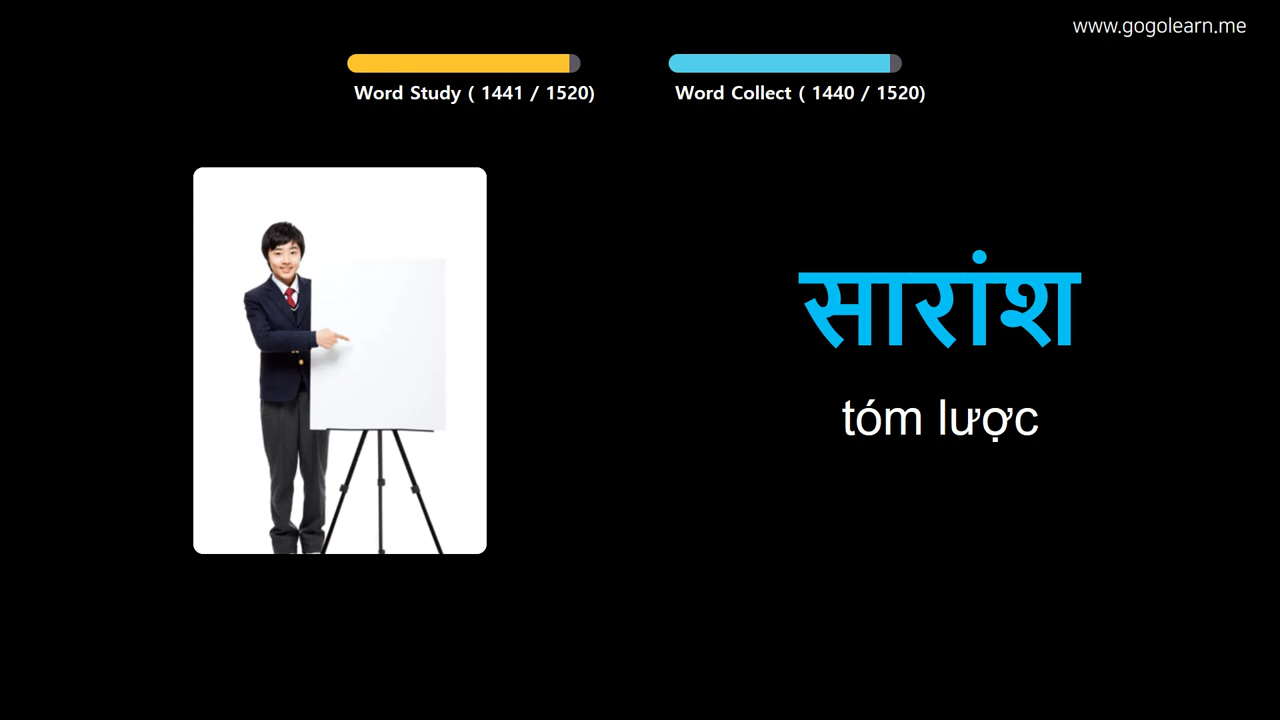 www.gogolearn.me
Word Study ( 1441 / 1520)
Word Collect ( 1440 / 1520)
सारांश
tóm lược